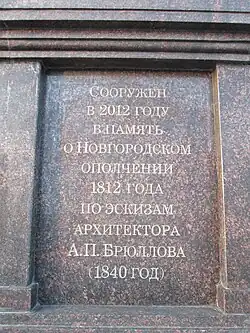 Сооружен
в 2012 году
в память
о Новгородском
ополчении
1812 года
по эскизам
архитектора
А.П. Брюллова
(1840 год)